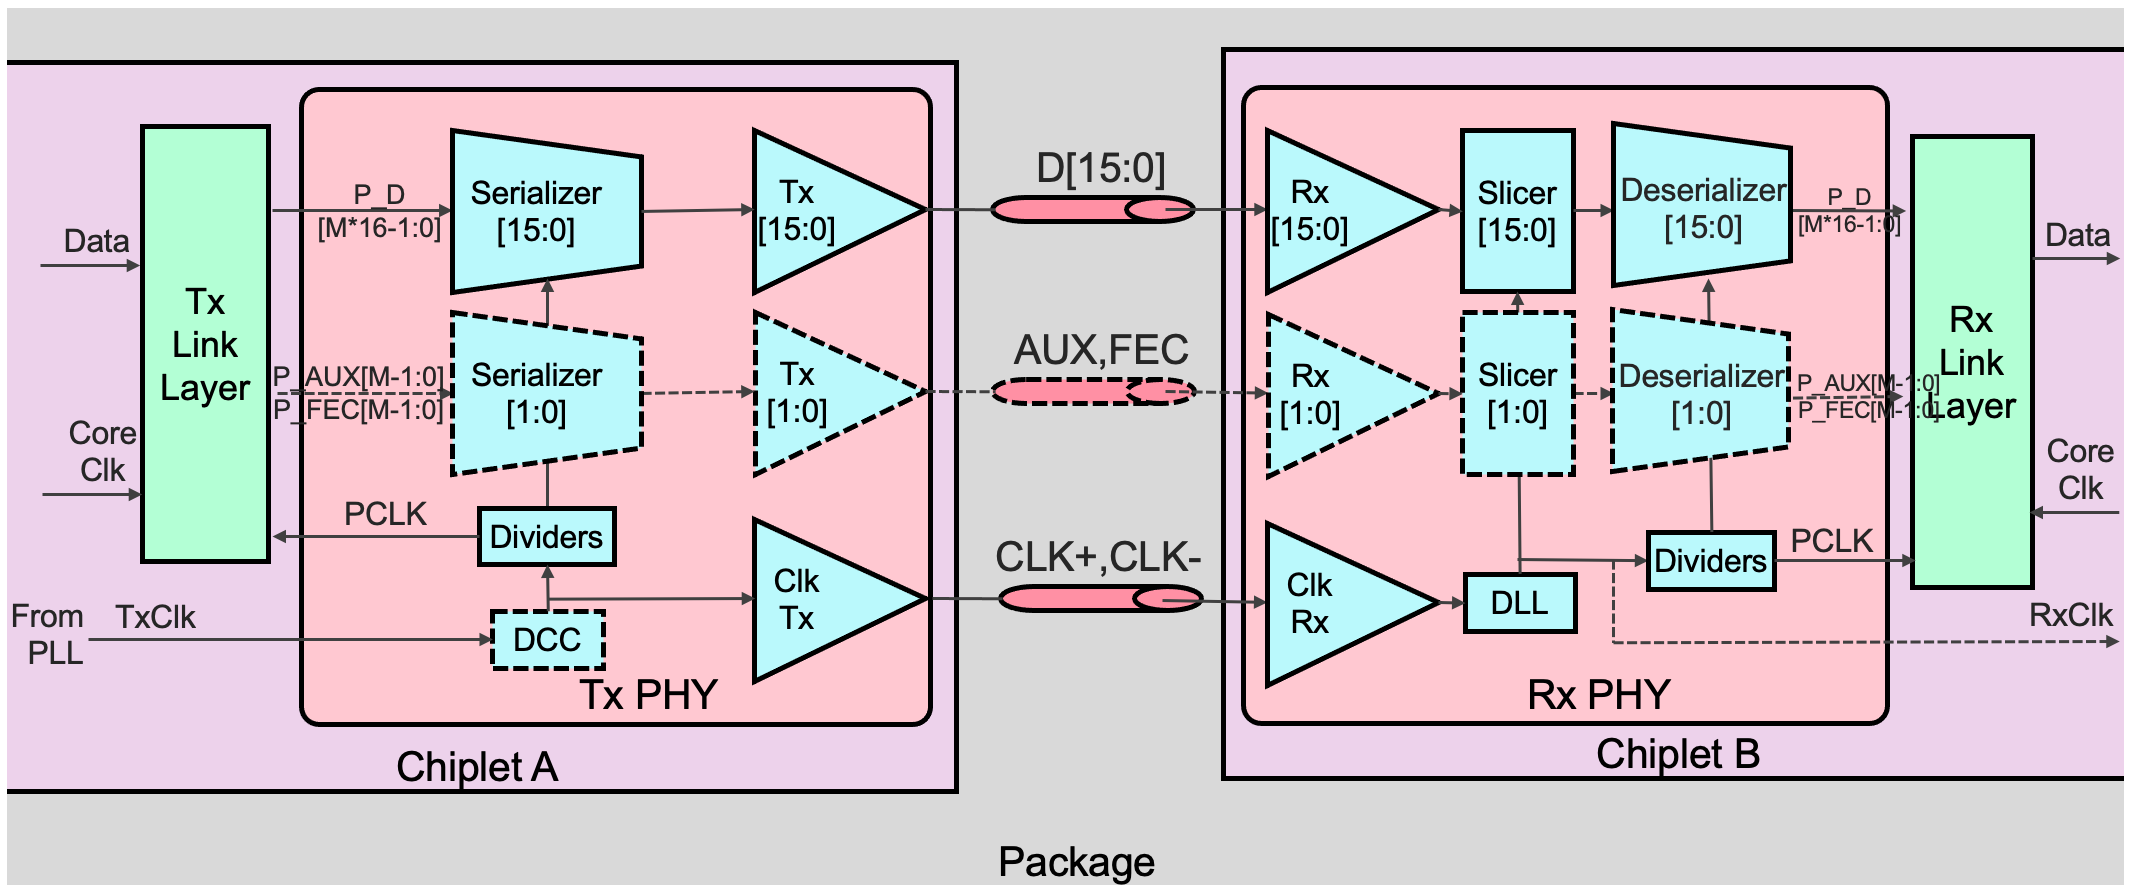 Data
Core
Clk
From
PLL
TxClk
Tx
Link
Layer
P_D
[M*16-1:0]
P_AUX[M-1:0]
P_FEC[M-1:0]
PCLK
Serializer
[15:0]
Serializer
[1:0]
Dividers
DCC
Tx
[15:0]
Tx
[1:0]
Clk
Tx
Tx PHY
Chiplet A
D[15:0]
AUX,FEC
CLK+,CLK-
Package
Rx
[15:0]
Rx
[1:0]
Clk
Rx
Slicer
[15:0]
Slicer
[1:0]
DLL
Deserializer
[15:0]
Deserializer
[1:0]
Dividers
P_D
[M*16-1:0]
P_AUX[M-1:0]
P_FEC[M-1:0]
PCLK
Rx PHY
Chiplet B
Rx
Link
Layer
Data
Core
Clk
RxClk